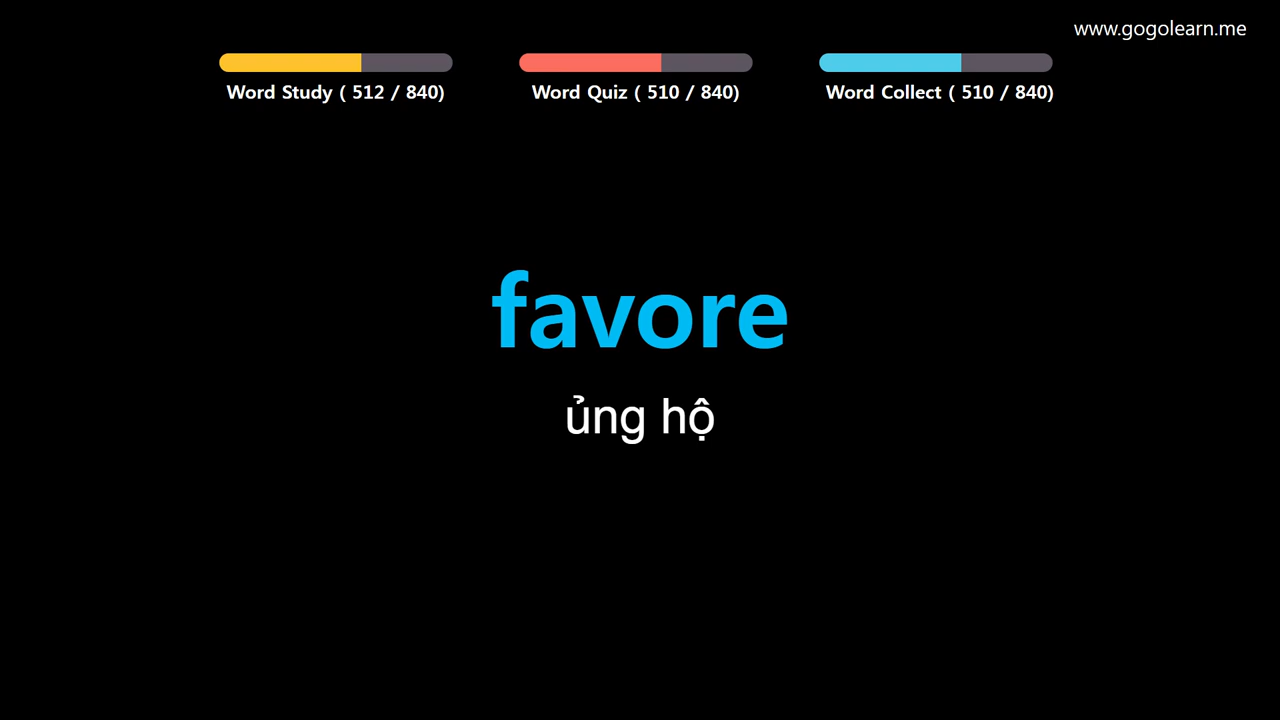 www.gogolearn.me
Word Study ( 512 / 840)
Word Quiz ( 510 / 840)
Word Collect ( 510 / 840)
favore
ủng hộ